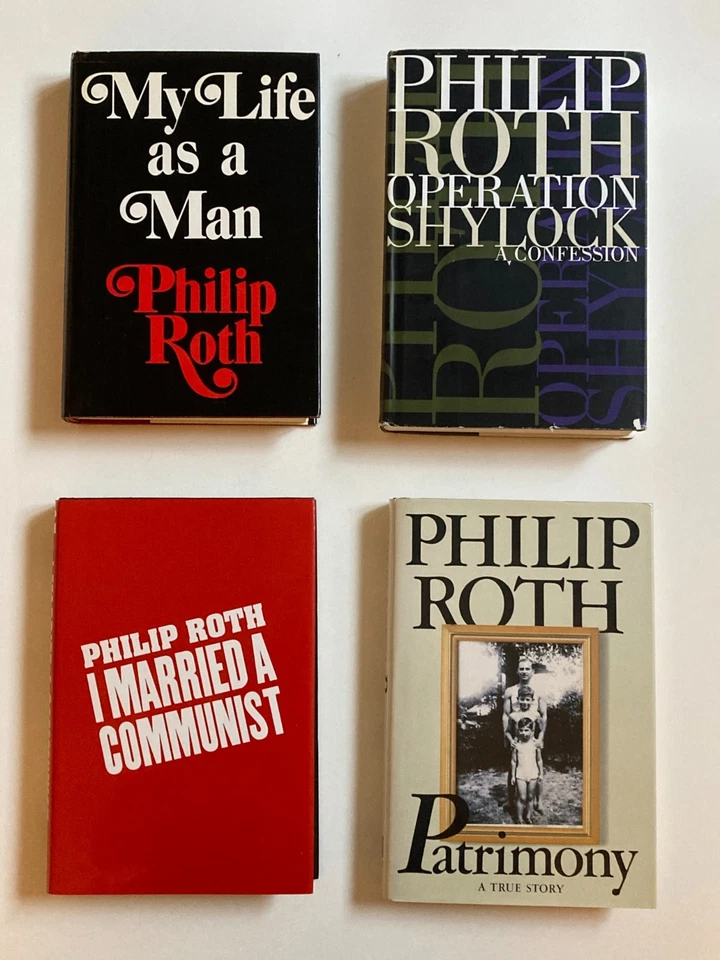 My Life
as a
Man
Philip
Roth
PHILIP
ROTH
OPERATION
SHYLOCK
A CONFESSION
PHILIP ROTH
I MARRIED A
COMMUNIST
PHILIP
ROTH
Patrimony
A TRUE STORY